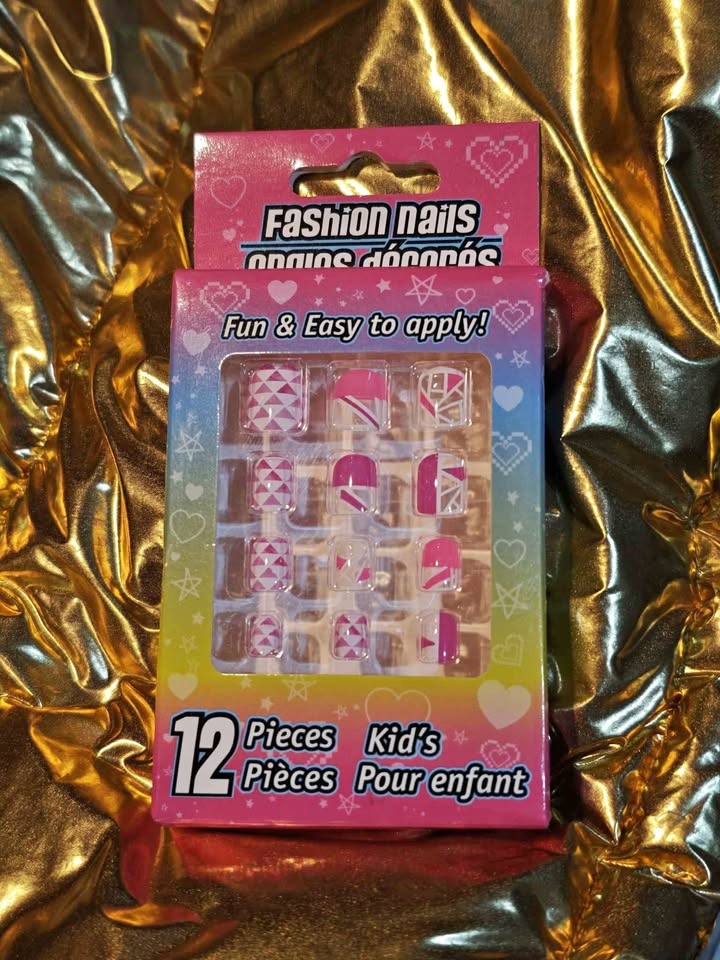 Fashion nails
ongles décorés
Fun & Easy to apply!
12 Pieces Kid's
Pièces Pour enfant